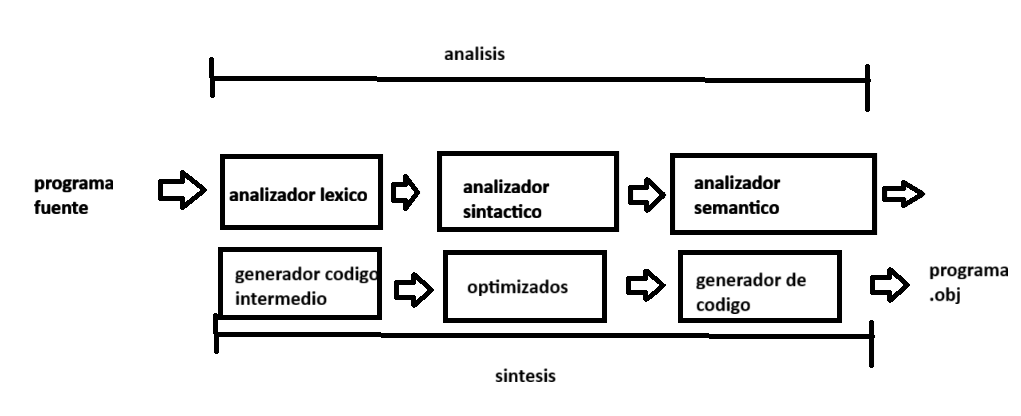 analisis
programa
fuente
analizador lexico
analizador
sintactico
analizador
semantico
generador codigo
intermedio
optimizados
generador de
codigo
programa
.obj
sintesis